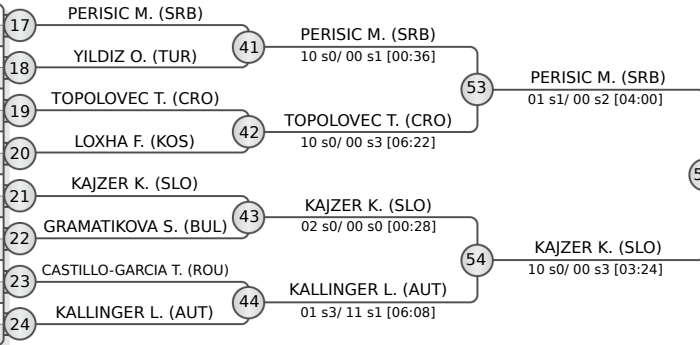 17
PERISIC M. (SRB)
18
YILDIZ O. (TUR)
41
PERISIC M. (SRB)
10 s0/ 00 s1 [00:36]
19
TOPOLOVEC T. (CRO)
20
LOXHA F. (KOS)
42
TOPOLOVEC T. (CRO)
10 s0/ 00 s3 [06:22]
53
PERISIC M. (SRB)
01 s1/ 00 s2 [04:00]
21
KAJZER K. (SLO)
22
GRAMATIKOVA S. (BUL)
43
KAJZER K. (SLO)
02 s0/ 00 s0 [00:28]
23
CASTILLO-GARCIA T. (ROU)
24
KALLINGER L. (AUT)
44
KALLINGER L. (AUT)
01 s3/ 11 s1 [06:08]
54
KAJZER K. (SLO)
10 s0/ 00 s3 [03:24]